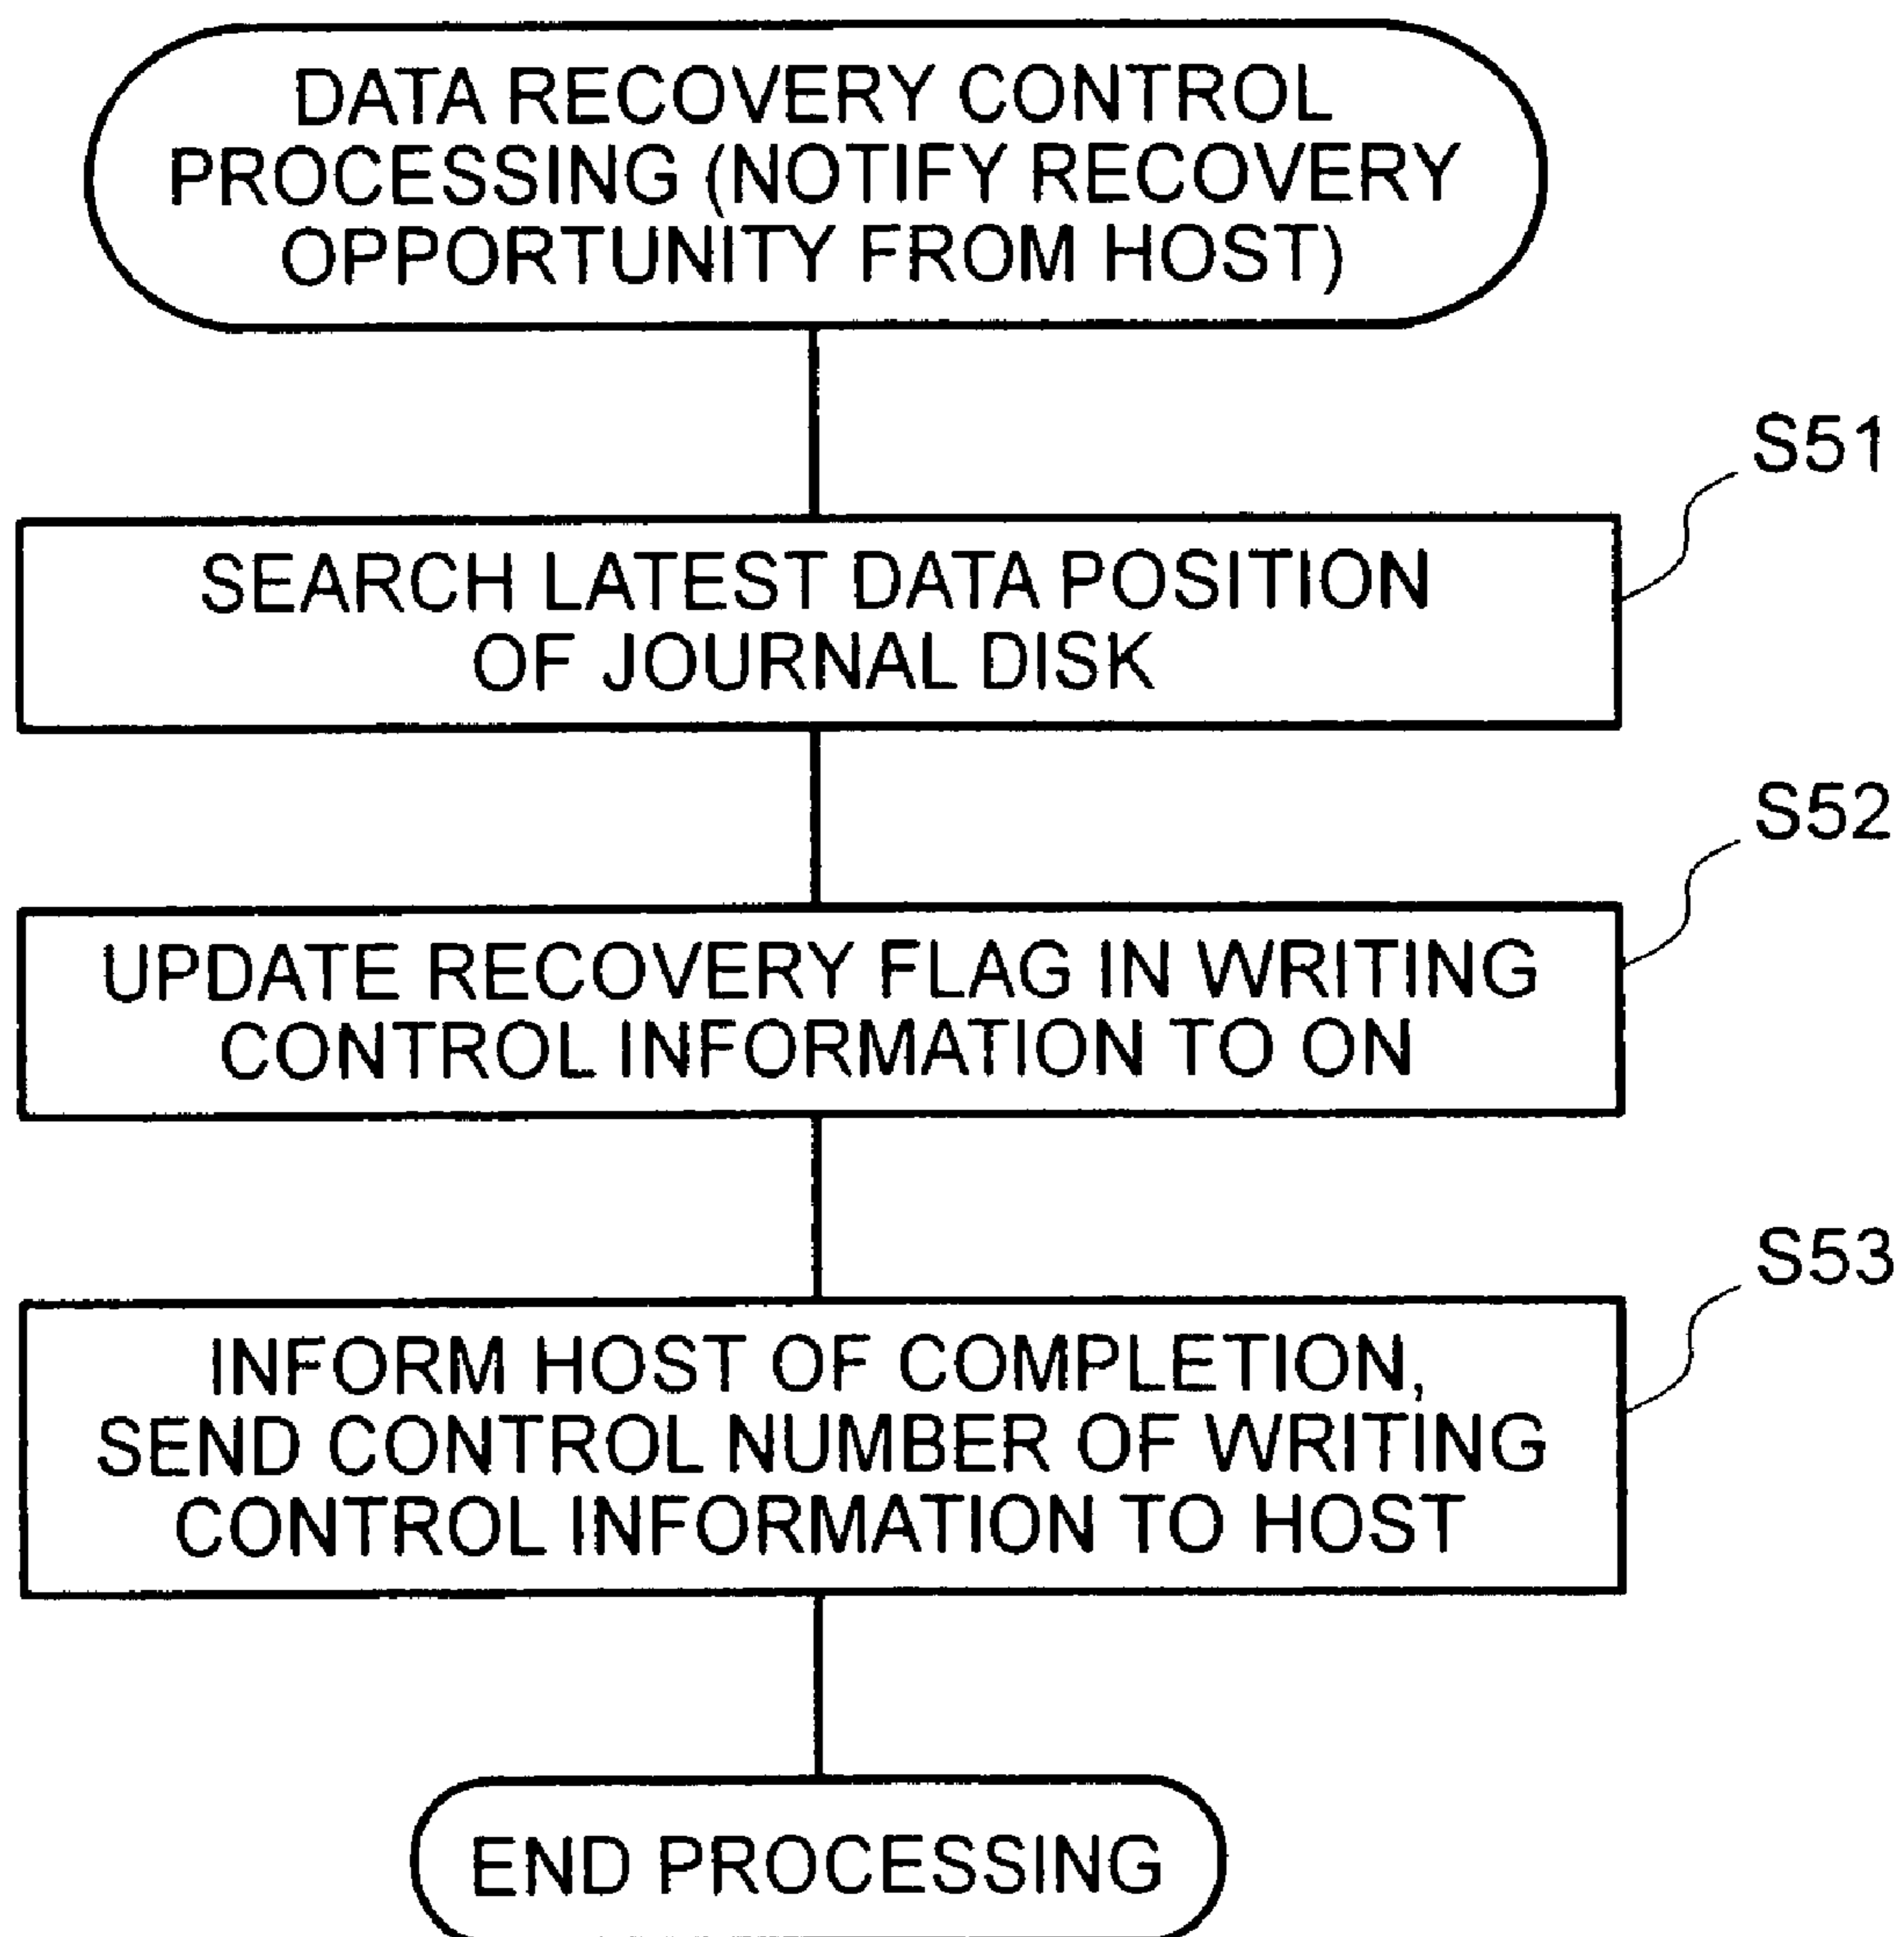 DATA RECOVERY CONTROL
PROCESSING (NOTIFY RECOVERY
OPPORTUNITY FROM HOST)
S51
SEARCH LATEST DATA POSITION
OF JOURNAL DISK
S52
UPDATE RECOVERY FLAG IN WRITING
CONTROL INFORMATION TO ON
S53
INFORM HOST OF COMPLETION,
SEND CONTROL NUMBER OF WRITING
CONTROL INFORMATION TO HOST
END PROCESSING